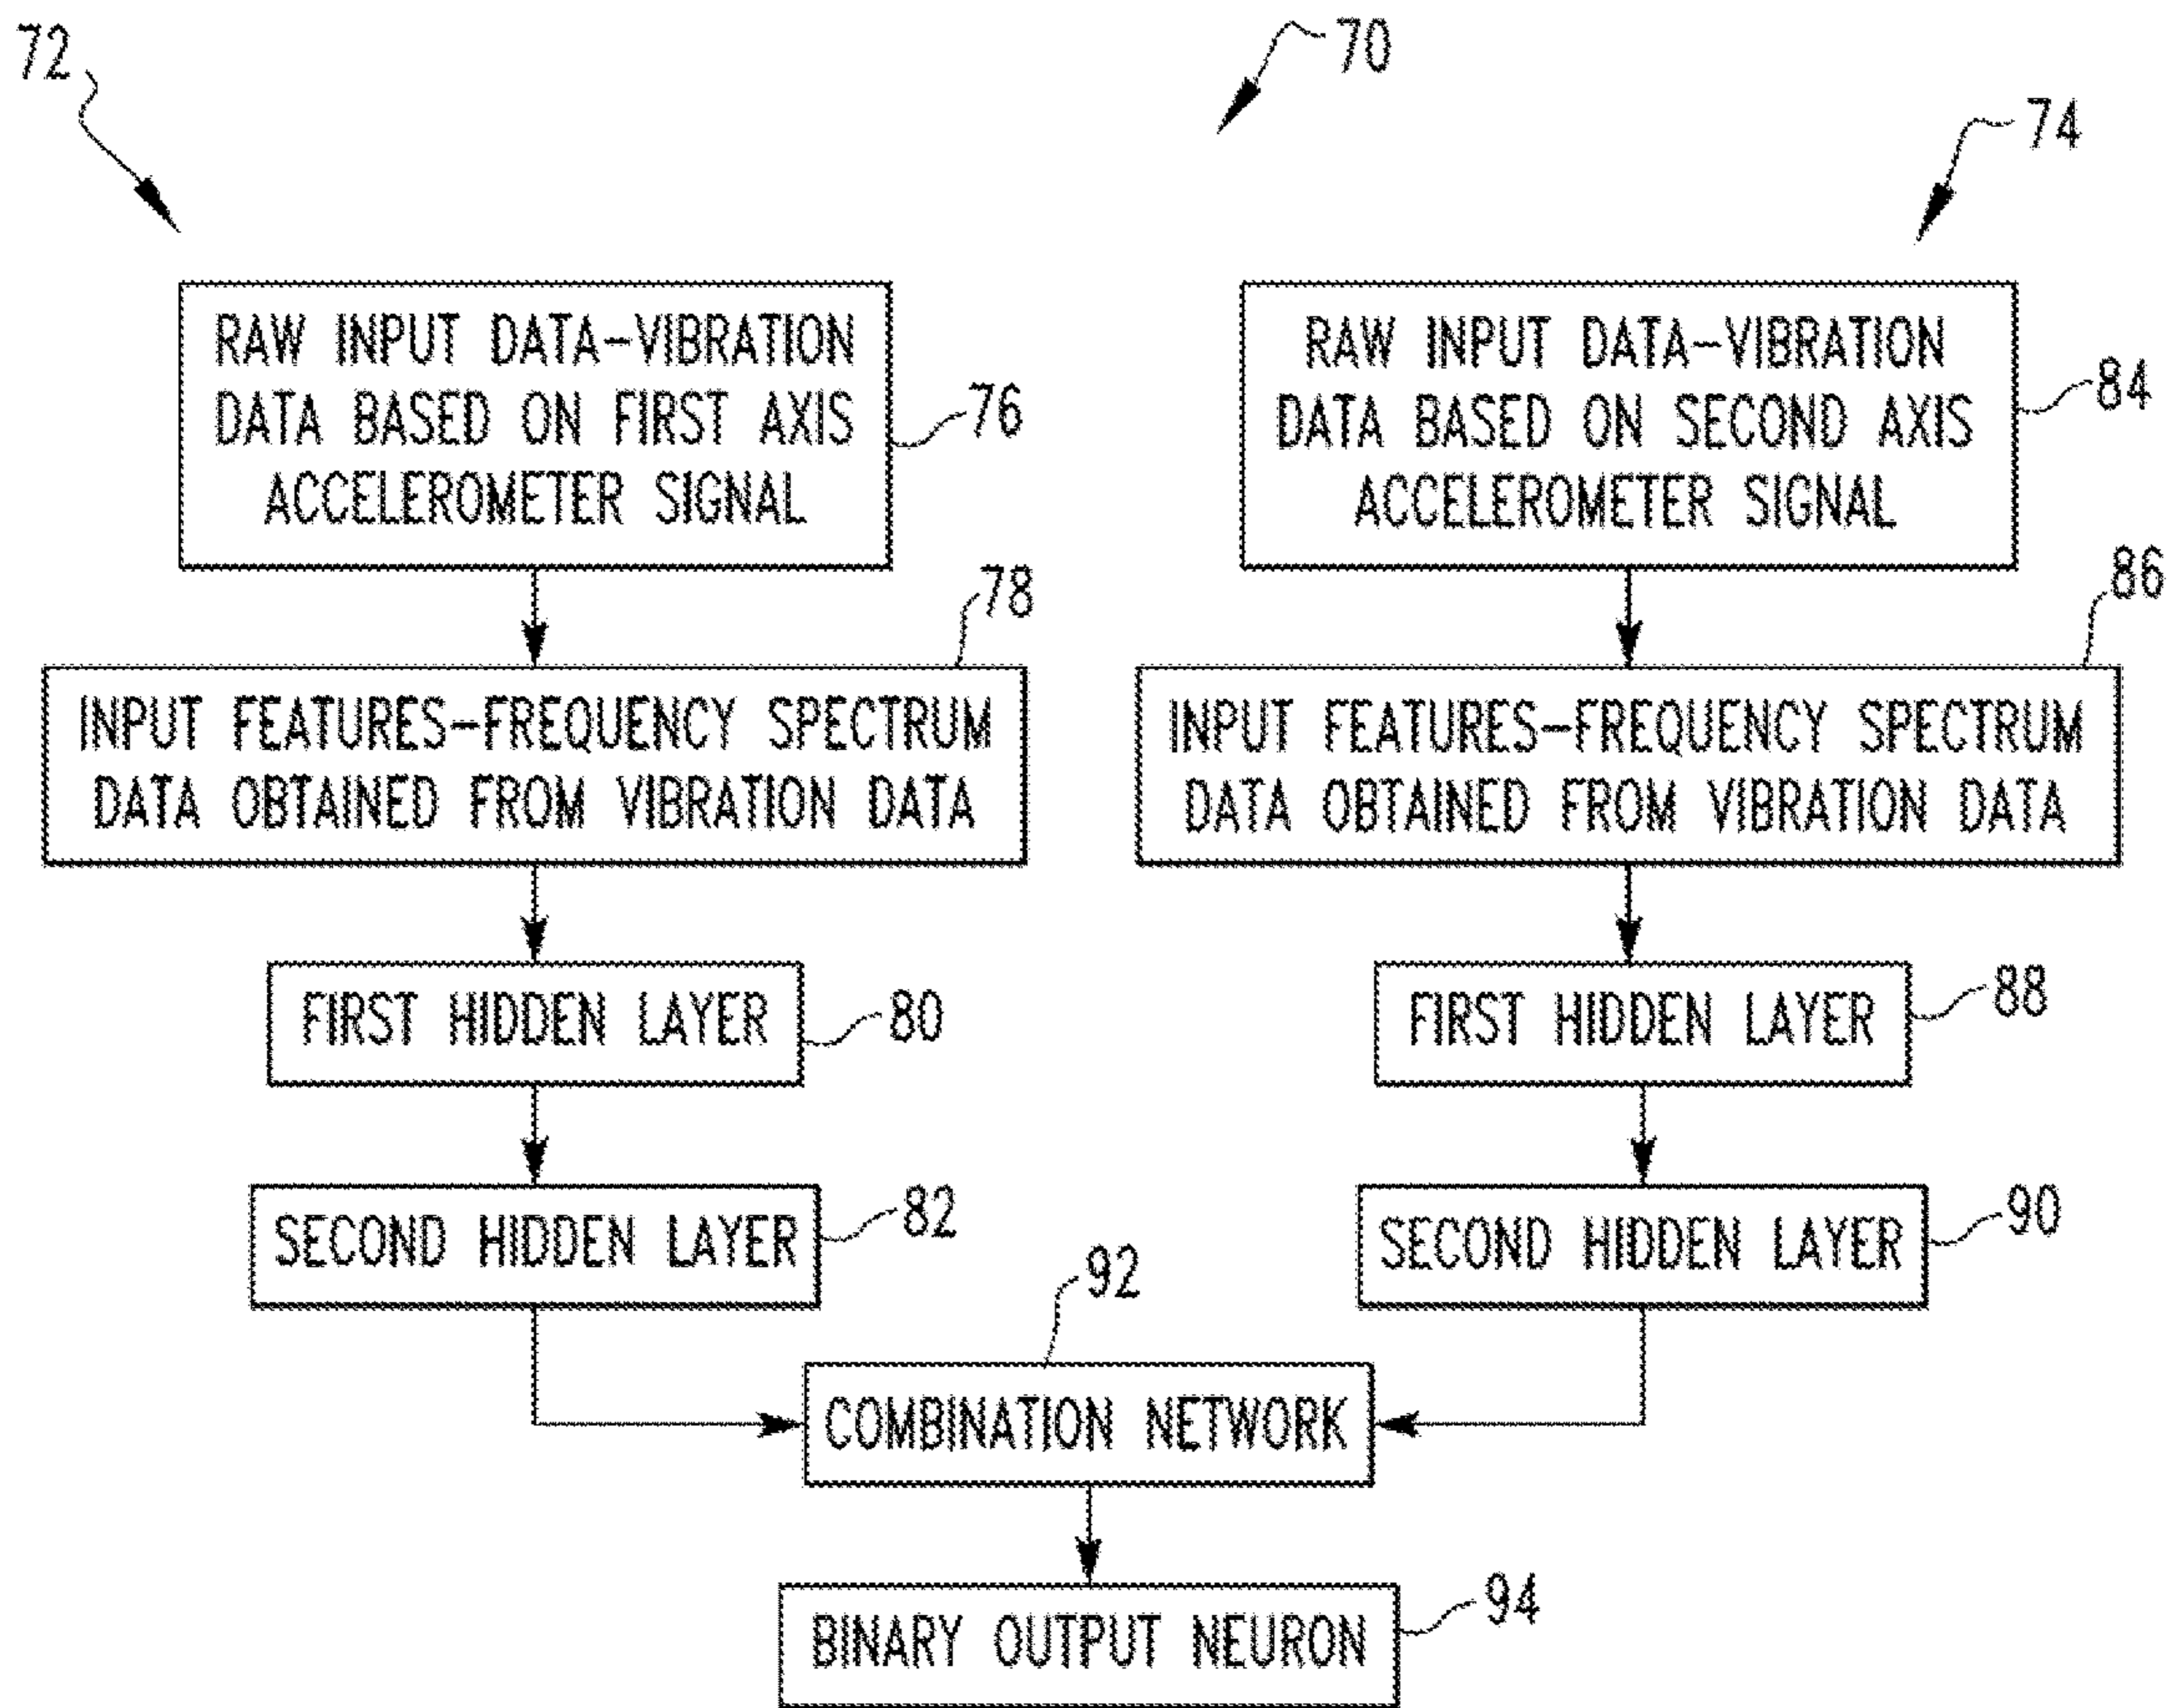 72
70
74
RAW INPUT DATA-VIBRATION
DATA BASED ON FIRST AXIS
ACCELEROMETER SIGNAL
76
RAW INPUT DATA-VIBRATION
DATA BASED ON SECOND AXIS
ACCELEROMETER SIGNAL
84
78
INPUT FEATURES-FREQUENCY SPECTRUM
DATA OBTAINED FROM VIBRATION DATA
86
INPUT FEATURES-FREQUENCY SPECTRUM
DATA OBTAINED FROM VIBRATION DATA
FIRST HIDDEN LAYER
80
FIRST HIDDEN LAYER
88
SECOND HIDDEN LAYER
82
SECOND HIDDEN LAYER
90
92
COMBINATION NETWORK
BINARY OUTPUT NEURON
94